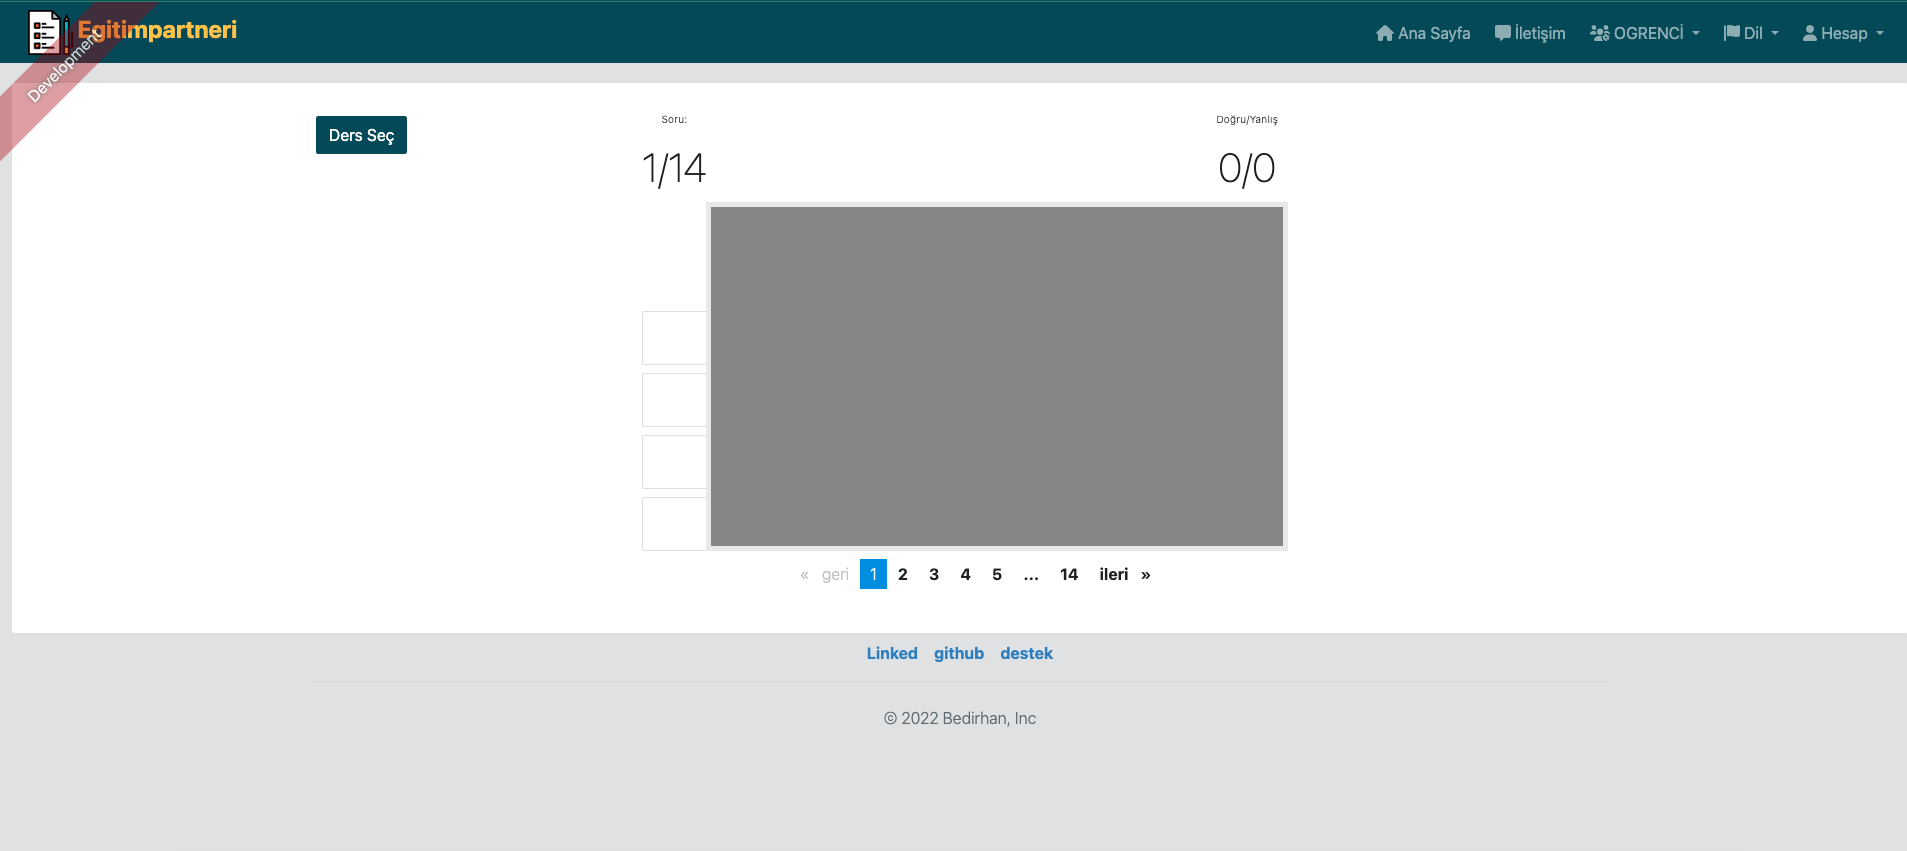 Egitimpartneri
Development
Ana Sayfa İletişim OGRENCİ Dil Hesap
Ders Seç
Soru:
1/14
Doğru/Yanlış
0/0
« geri 1 2 3 4 5 ... 14 ileri »
Linked github destek
© 2022 Bedirhan, Inc